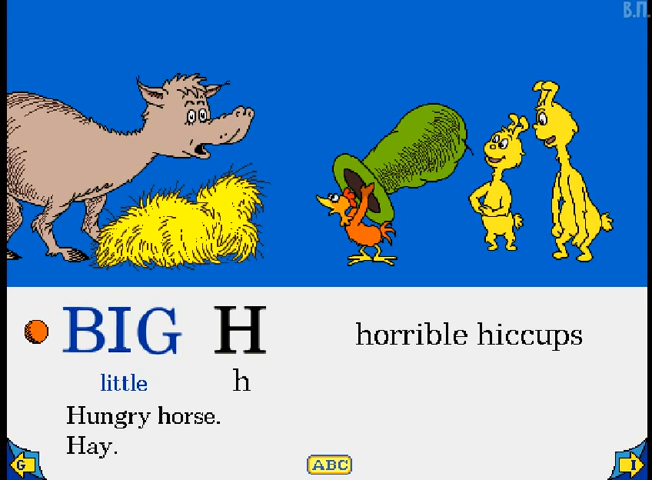 В.П.
BIG H
horrible hiccups
little h
Hungry horse.
Hay.
G
ABC
I